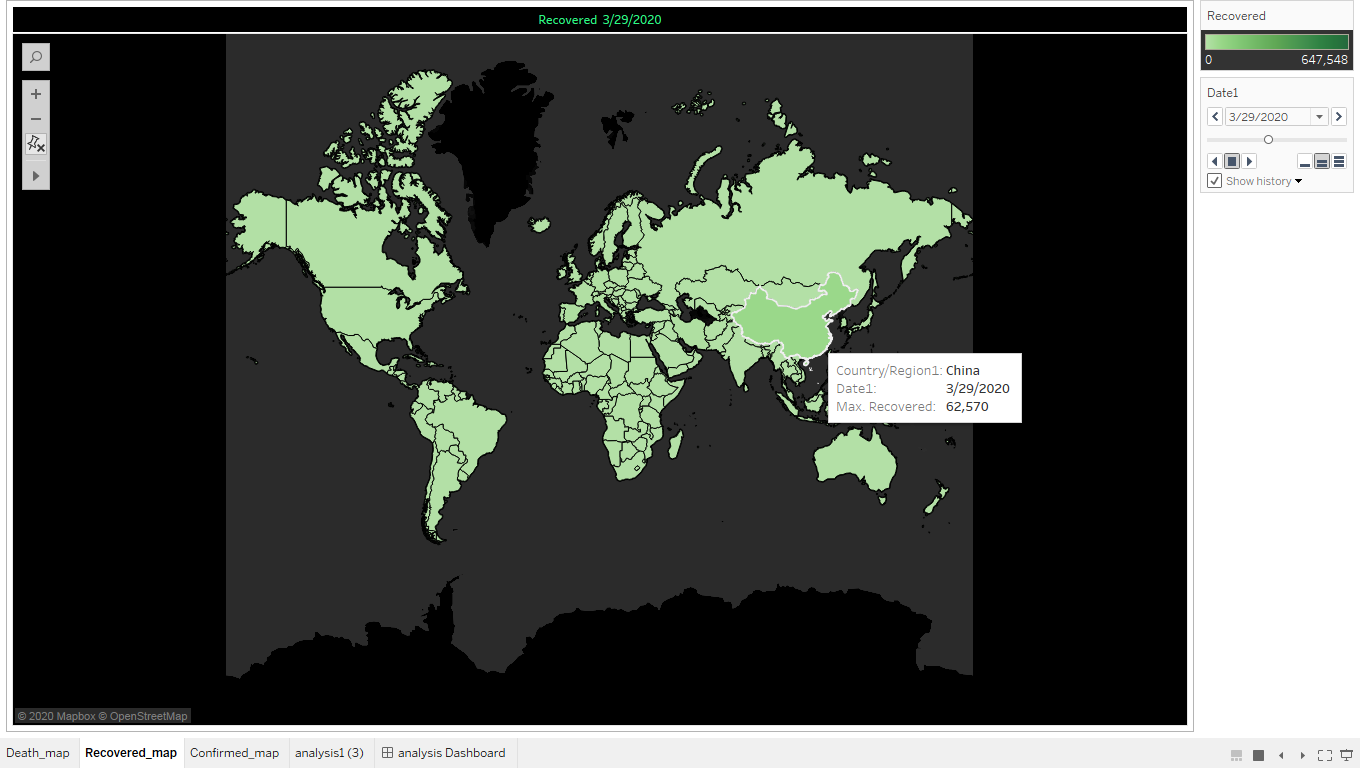 Recovered 3/29/2020
Recovered
0 647,548
Date1
3/29/2020
Show history
Country/Region1: China
Date1: 3/29/2020
Max. Recovered: 62,570
© 2020 Mapbox © OpenStreetMap
Death_map Recovered_map Confirmed_map analysis1 (3) analysis Dashboard